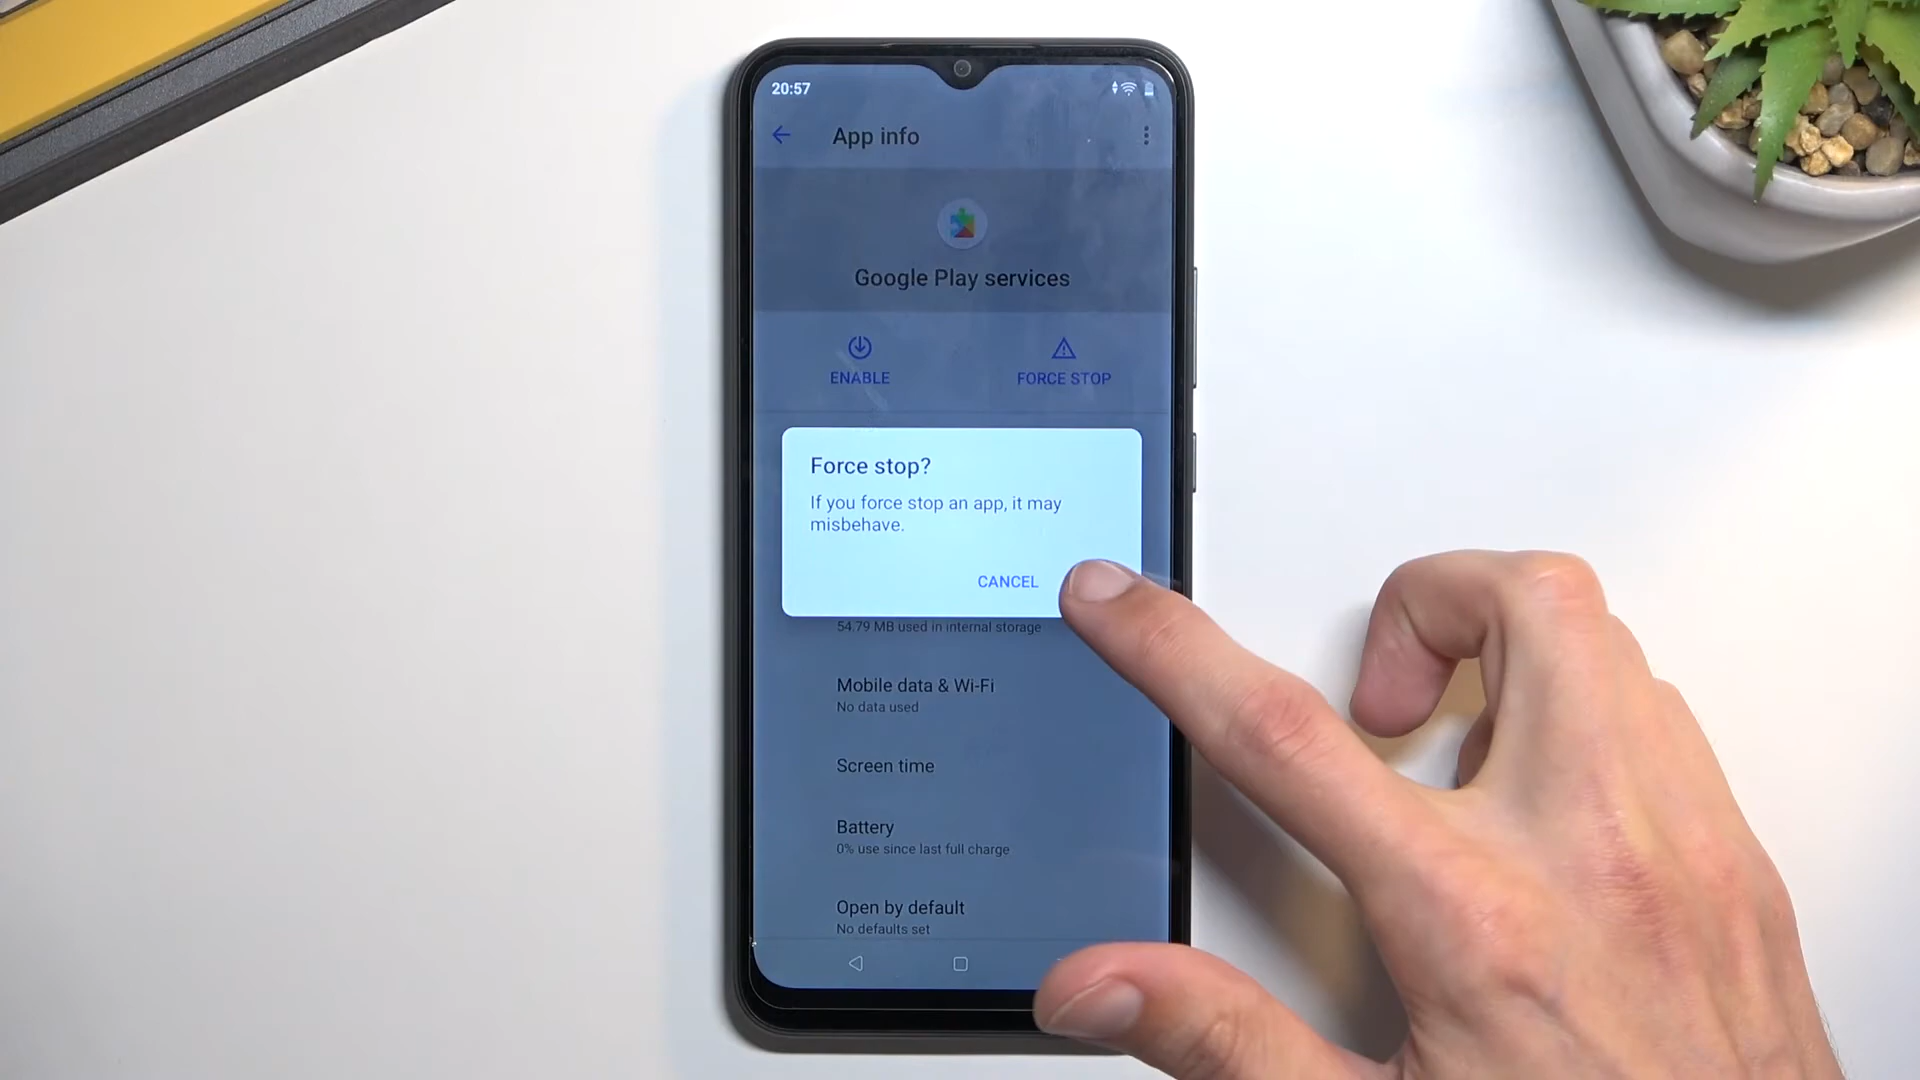 20:57
App info
Google Play services
ENABLE
FORCE STOP
Force stop?
If you force stop an app, it may
misbehave.
CANCEL
54.79 MB used in internal storage
Mobile data & Wi-Fi
No data used
Screen time
Battery
0% use since last full charge
Open by default
No defaults set